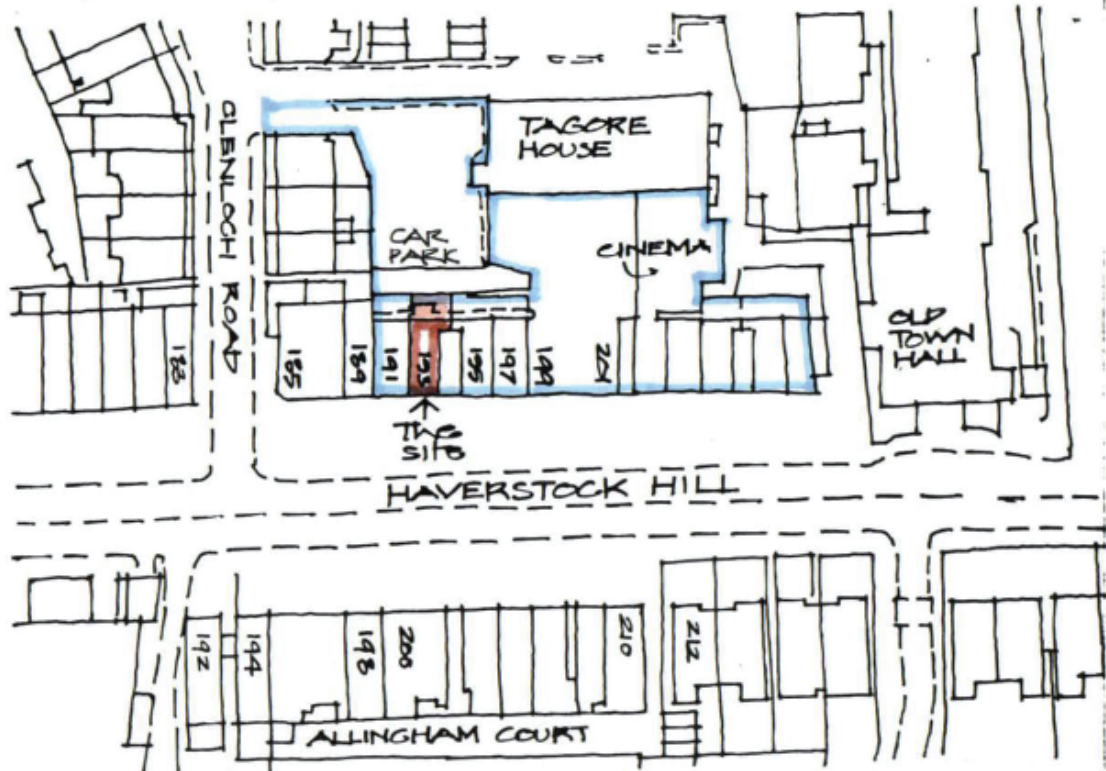 TAGORE
HOUSE
GLENLOCH ROAD
CAR
PARK
CINEMA
OLD
TOWN
HALL
183
185
189
191
193
195
197
199
THE
SITE
HAVERSTOCK HILL
192
194
198
200
210
212
ALLINGHAM COURT